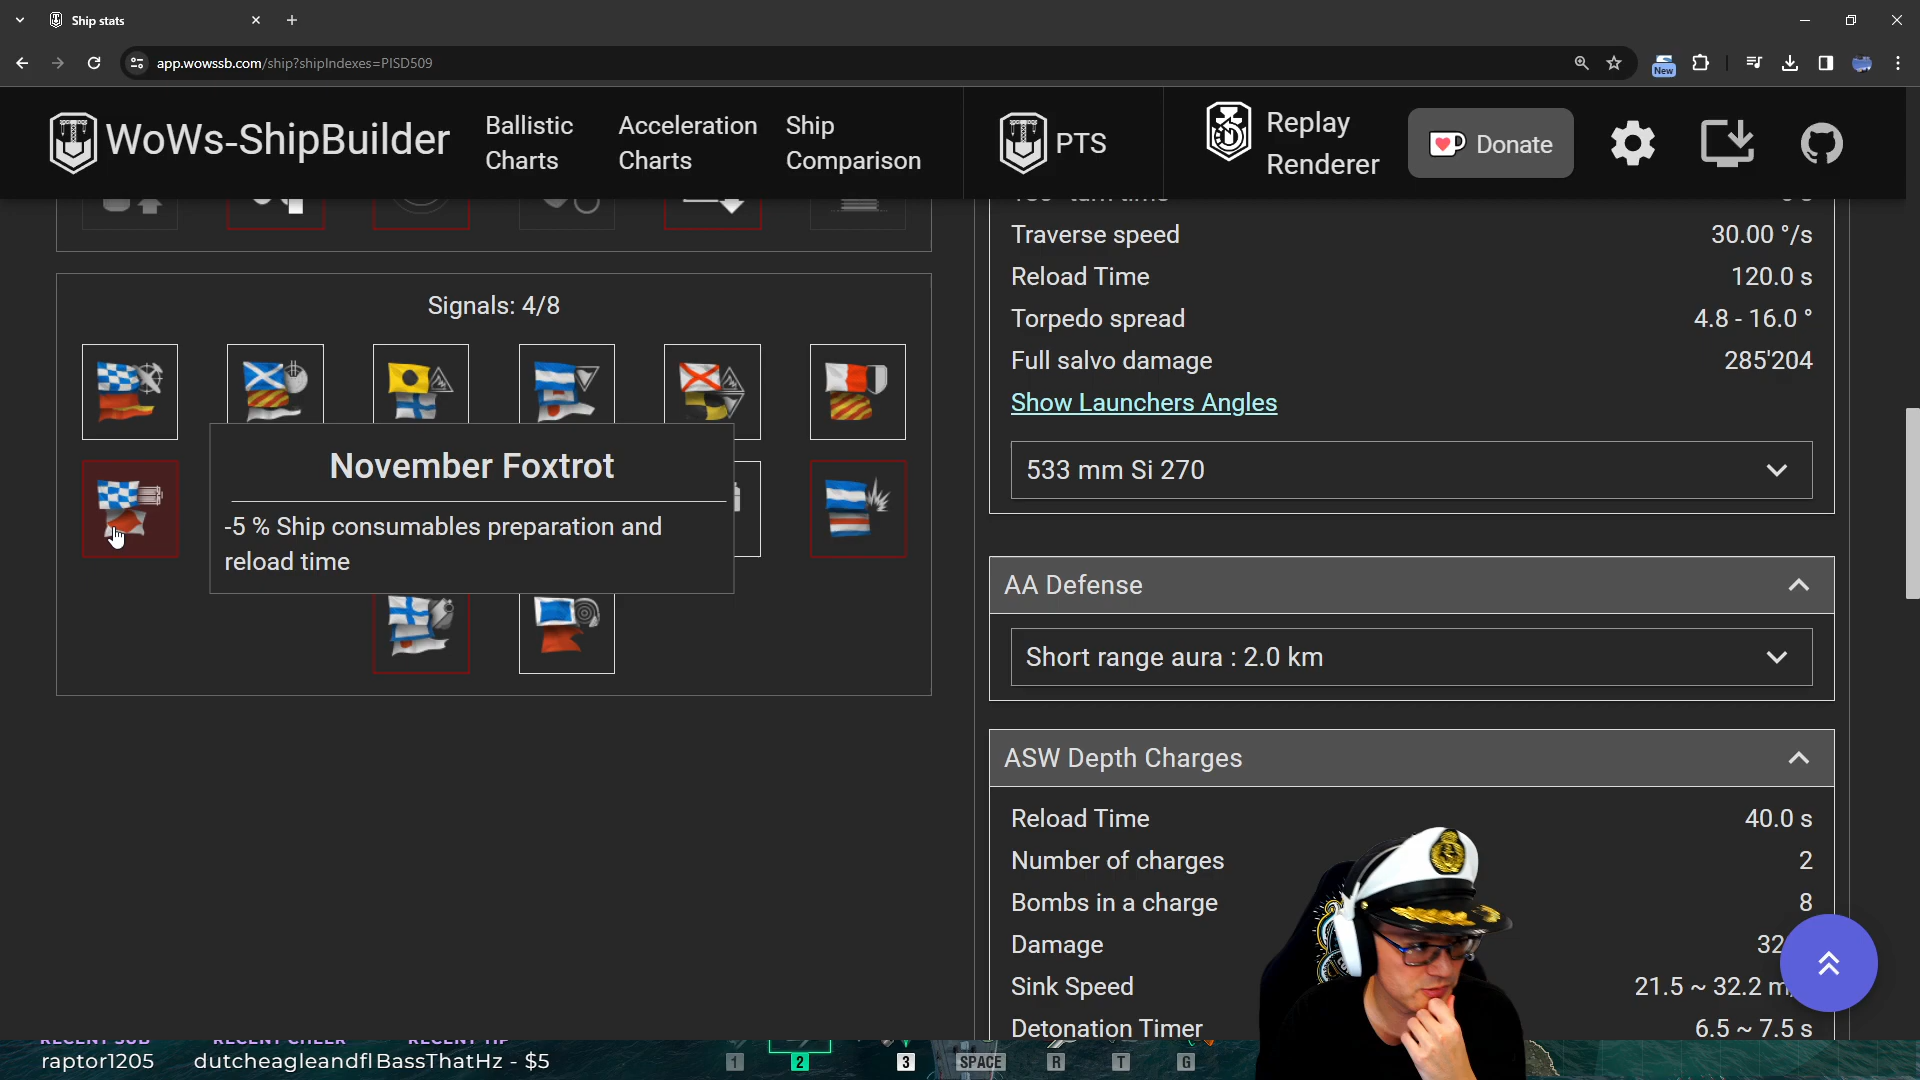 Ship stats
app.wowssb.com/ship?shipIndexes=PISD509
New
WoWs-ShipBuilder
Ballistic
Charts
Acceleration
Charts
Ship
Comparison
PTS
Replay
Renderer
Donate
Traverse speed 30.00 °/s
Reload Time 120.0 s
Torpedo spread 4.8 - 16.0 °
Full salvo damage 285'204
Show Launchers Angles
533 mm Si 270
Signals: 4/8
November Foxtrot
-5 % Ship consumables preparation and
reload time
AA Defense
Short range aura : 2.0 km
ASW Depth Charges
Reload Time 40.0 s
Number of charges 2
Bombs in a charge 8
Damage
Sink Speed 21.5 ~ 32.2
Detonation Timer 6.5 ~ 7.5 s
raptor1205 dutcheagleandfl BassThatHz - $5
1 2 3 SPACE R T G